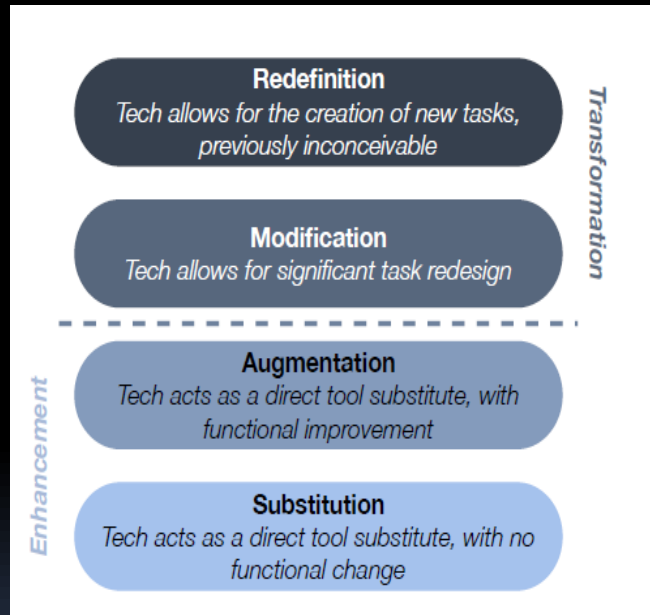 Redefinition
Tech allows for the creation of new tasks,
previously inconceivable
Transformation
Modification
Tech allows for significant task redesign
Augmentation
Tech acts as a direct tool substitute, with
functional improvement
Enhancement
Substitution
Tech acts as a direct tool substitute, with no
functional change